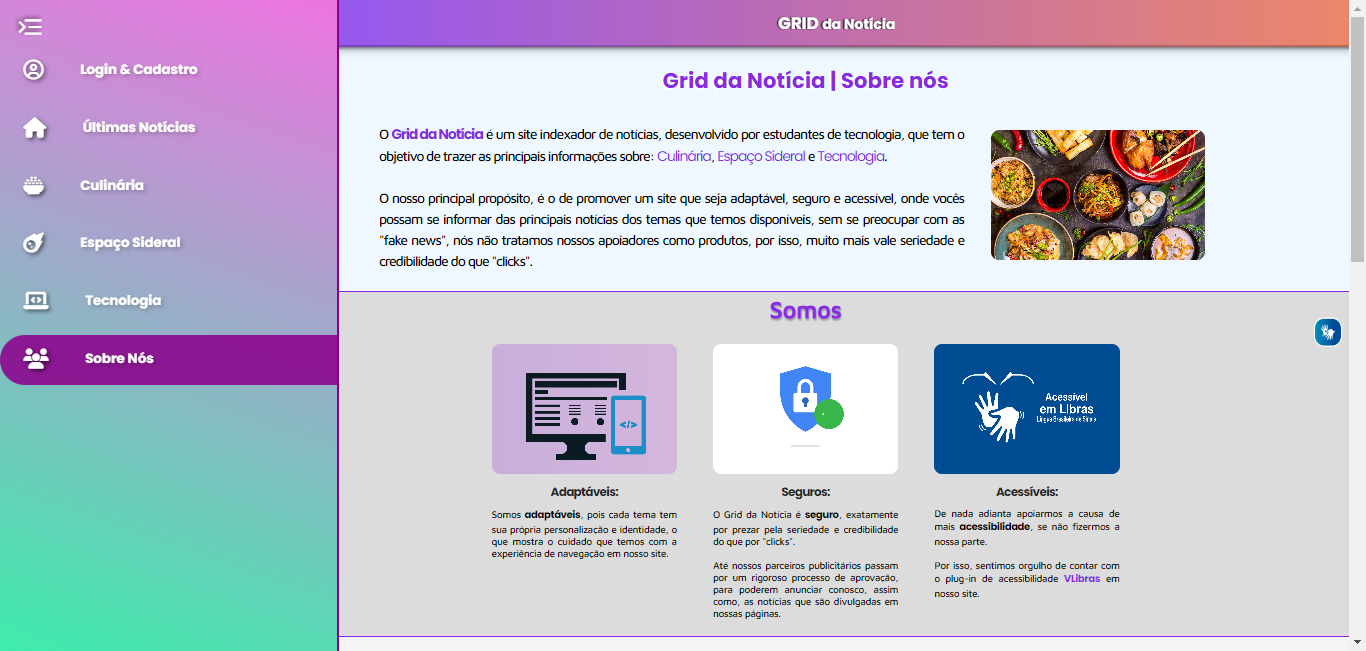 GRID da Notícia
Login & Cadastro
Últimas Notícias
Culinária
Espaço Sideral
Tecnologia
Sobre Nós
Grid da Notícia | Sobre nós
O Grid da Notícia é um site indexador de notícias, desenvolvido por estudantes de tecnologia, que tem o
objetivo de trazer as principais informações sobre: Culinária, Espaço Sideral e Tecnologia.
O nosso principal propósito, é o de promover um site que seja adaptável, seguro e acessível, onde vocês
possam se informar das principais notícias dos temas que temos disponíveis, sem se preocupar com as
"fake news", nós não tratamos nossos apoiadores como produtos, por isso, muito mais vale seriedade e
credibilidade do que "clicks".
Somos
</>
Acessível
em Libras
Língua Brasileira de Sinais
Adaptáveis:
Somos adaptáveis, pois cada tema tem
sua própria personalização e identidade, o
que mostra o cuidado que temos com a
experiência de navegação em nosso site.
Seguros:
O Grid da Notícia é seguro, exatamente
por prezar pela seriedade e credibilidade
do que por "clicks".
Até nossos parceiros publicitários passam
por um rigoroso processo de aprovação,
para poderem anunciar conosco, assim
como, as notícias que são divulgadas em
nossas páginas.
Acessíveis:
De nada adianta apoiarmos a causa de
mais acessibilidade, se não fizermos a
nossa parte.
Por isso, sentimos orgulho de contar com
o plug-in de acessibilidade VLibras em
nosso site.